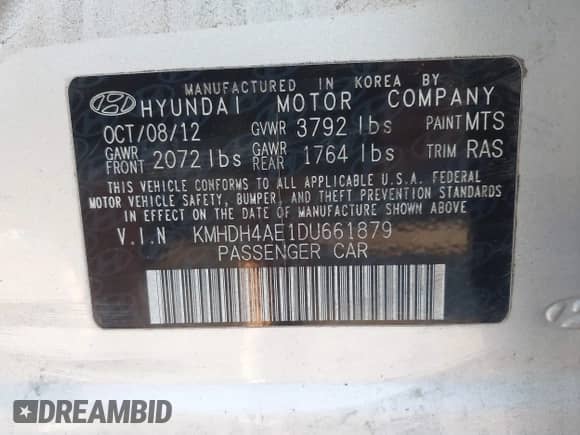 MANUFACTURED IN KOREA BY
HYUNDAI MOTOR COMPANY
OCT/08/12 GVWR 3792 lbs PAINT MTS
GAWR FRONT 2072 lbs GAWR REAR 1764 lbs TRIM RAS
THIS VEHICLE CONFORMS TO ALL APPLICABLE U.S.A. FEDERAL
MOTOR VEHICLE SAFETY, BUMPER, AND THEFT PREVENTION STANDARDS
IN EFFECT ON THE DATE OF MANUFACTURE SHOWN ABOVE
V.I.N KMHDH4AE1DU661879
PASSENGER CAR
DREAMBID